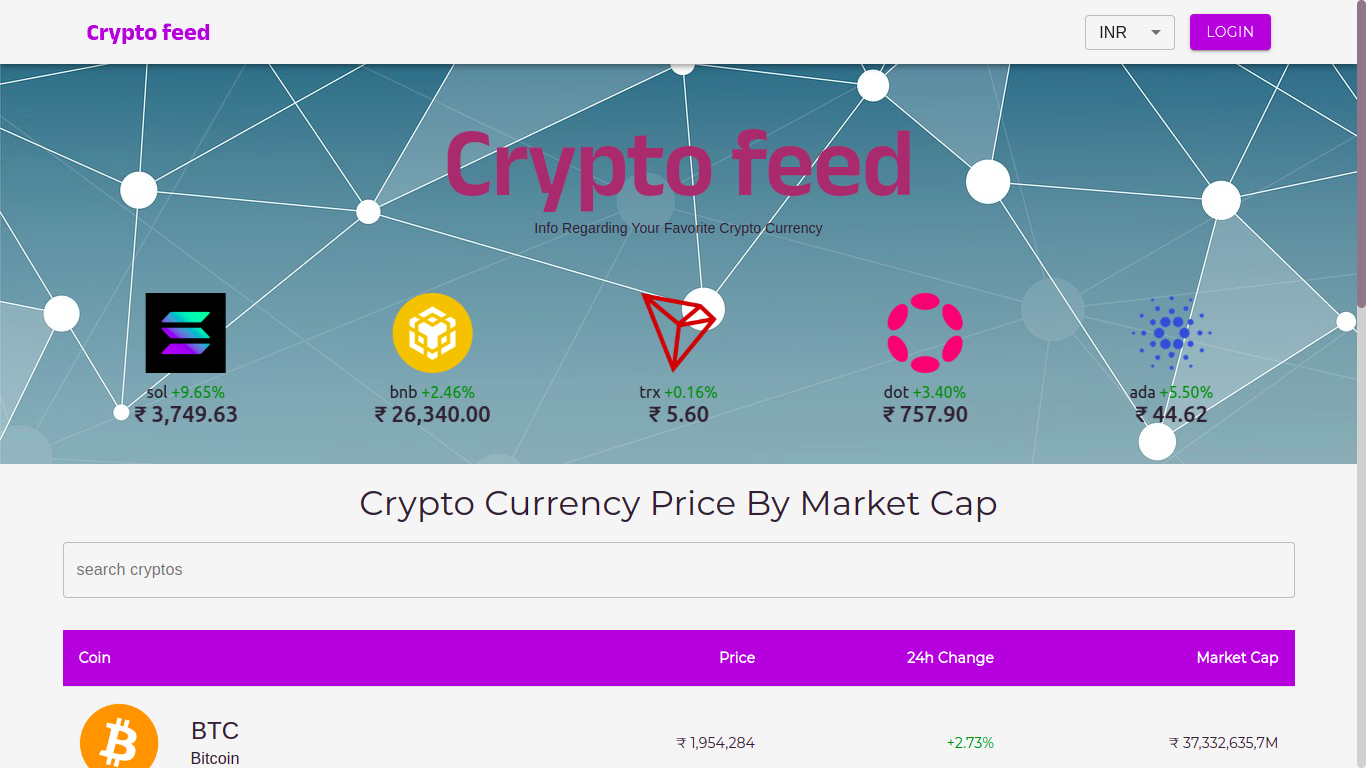 Crypto feed
INR
LOGIN
Crypto feed
Info Regarding Your Favorite Crypto Currency
sol +9.65%
₹ 3,749.63
bnb +2.46%
₹ 26,340.00
trx +0.16%
₹ 5.60
dot +3.40%
₹ 757.90
ada +5.50%
₹ 44.62
Crypto Currency Price By Market Cap
search cryptos
Coin Price 24h Change Market Cap
BTC
Bitcoin
₹ 1,954,284 +2.73% ₹ 37,332,635,7M